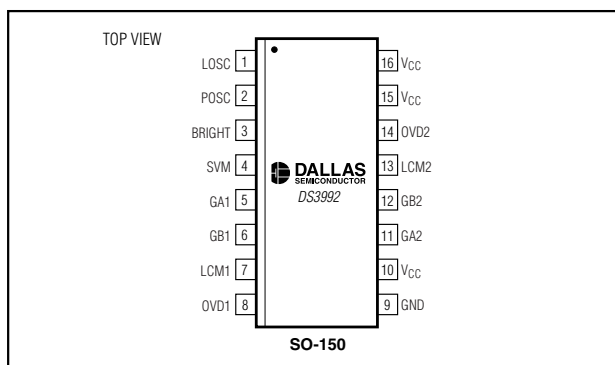 TOP VIEW
LOSC 1
POSC 2
BRIGHT 3
SVM 4
GA1 5
GB1 6
LCM1 7
OVD1 8
DALLAS
SEMICONDUCTOR
DS3992
16 VCC
15 VCC
14 OVD2
13 LCM2
12 GB2
11 GA2
10 VCC
9 GND
SO-150